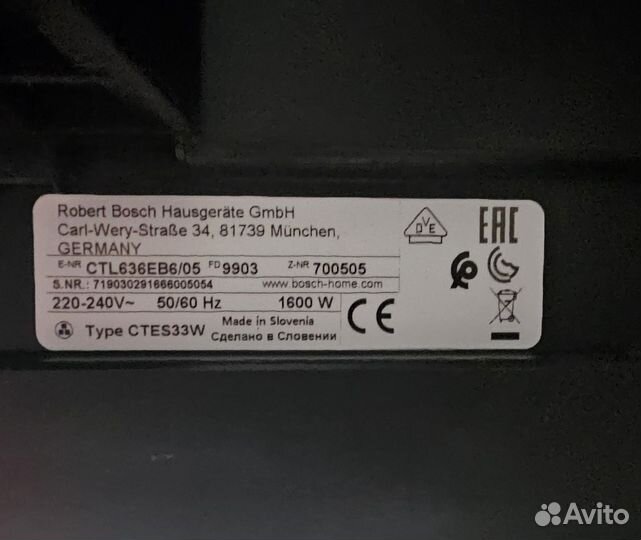 Robert Bosch Hausgeräte GmbH
Carl-Wery-Straße 34, 81739 München,
GERMANY
E-NR CTL636EB6/05 FD 9903 Z-NR 700505
S.NR.: 719030291666005054 www.bosch-home.com
220-240V~ 50/60 Hz 1600 W
Type CTES33W
Made in Slovenia
Сделано в Словении
DVE
EAC
CE
Avito